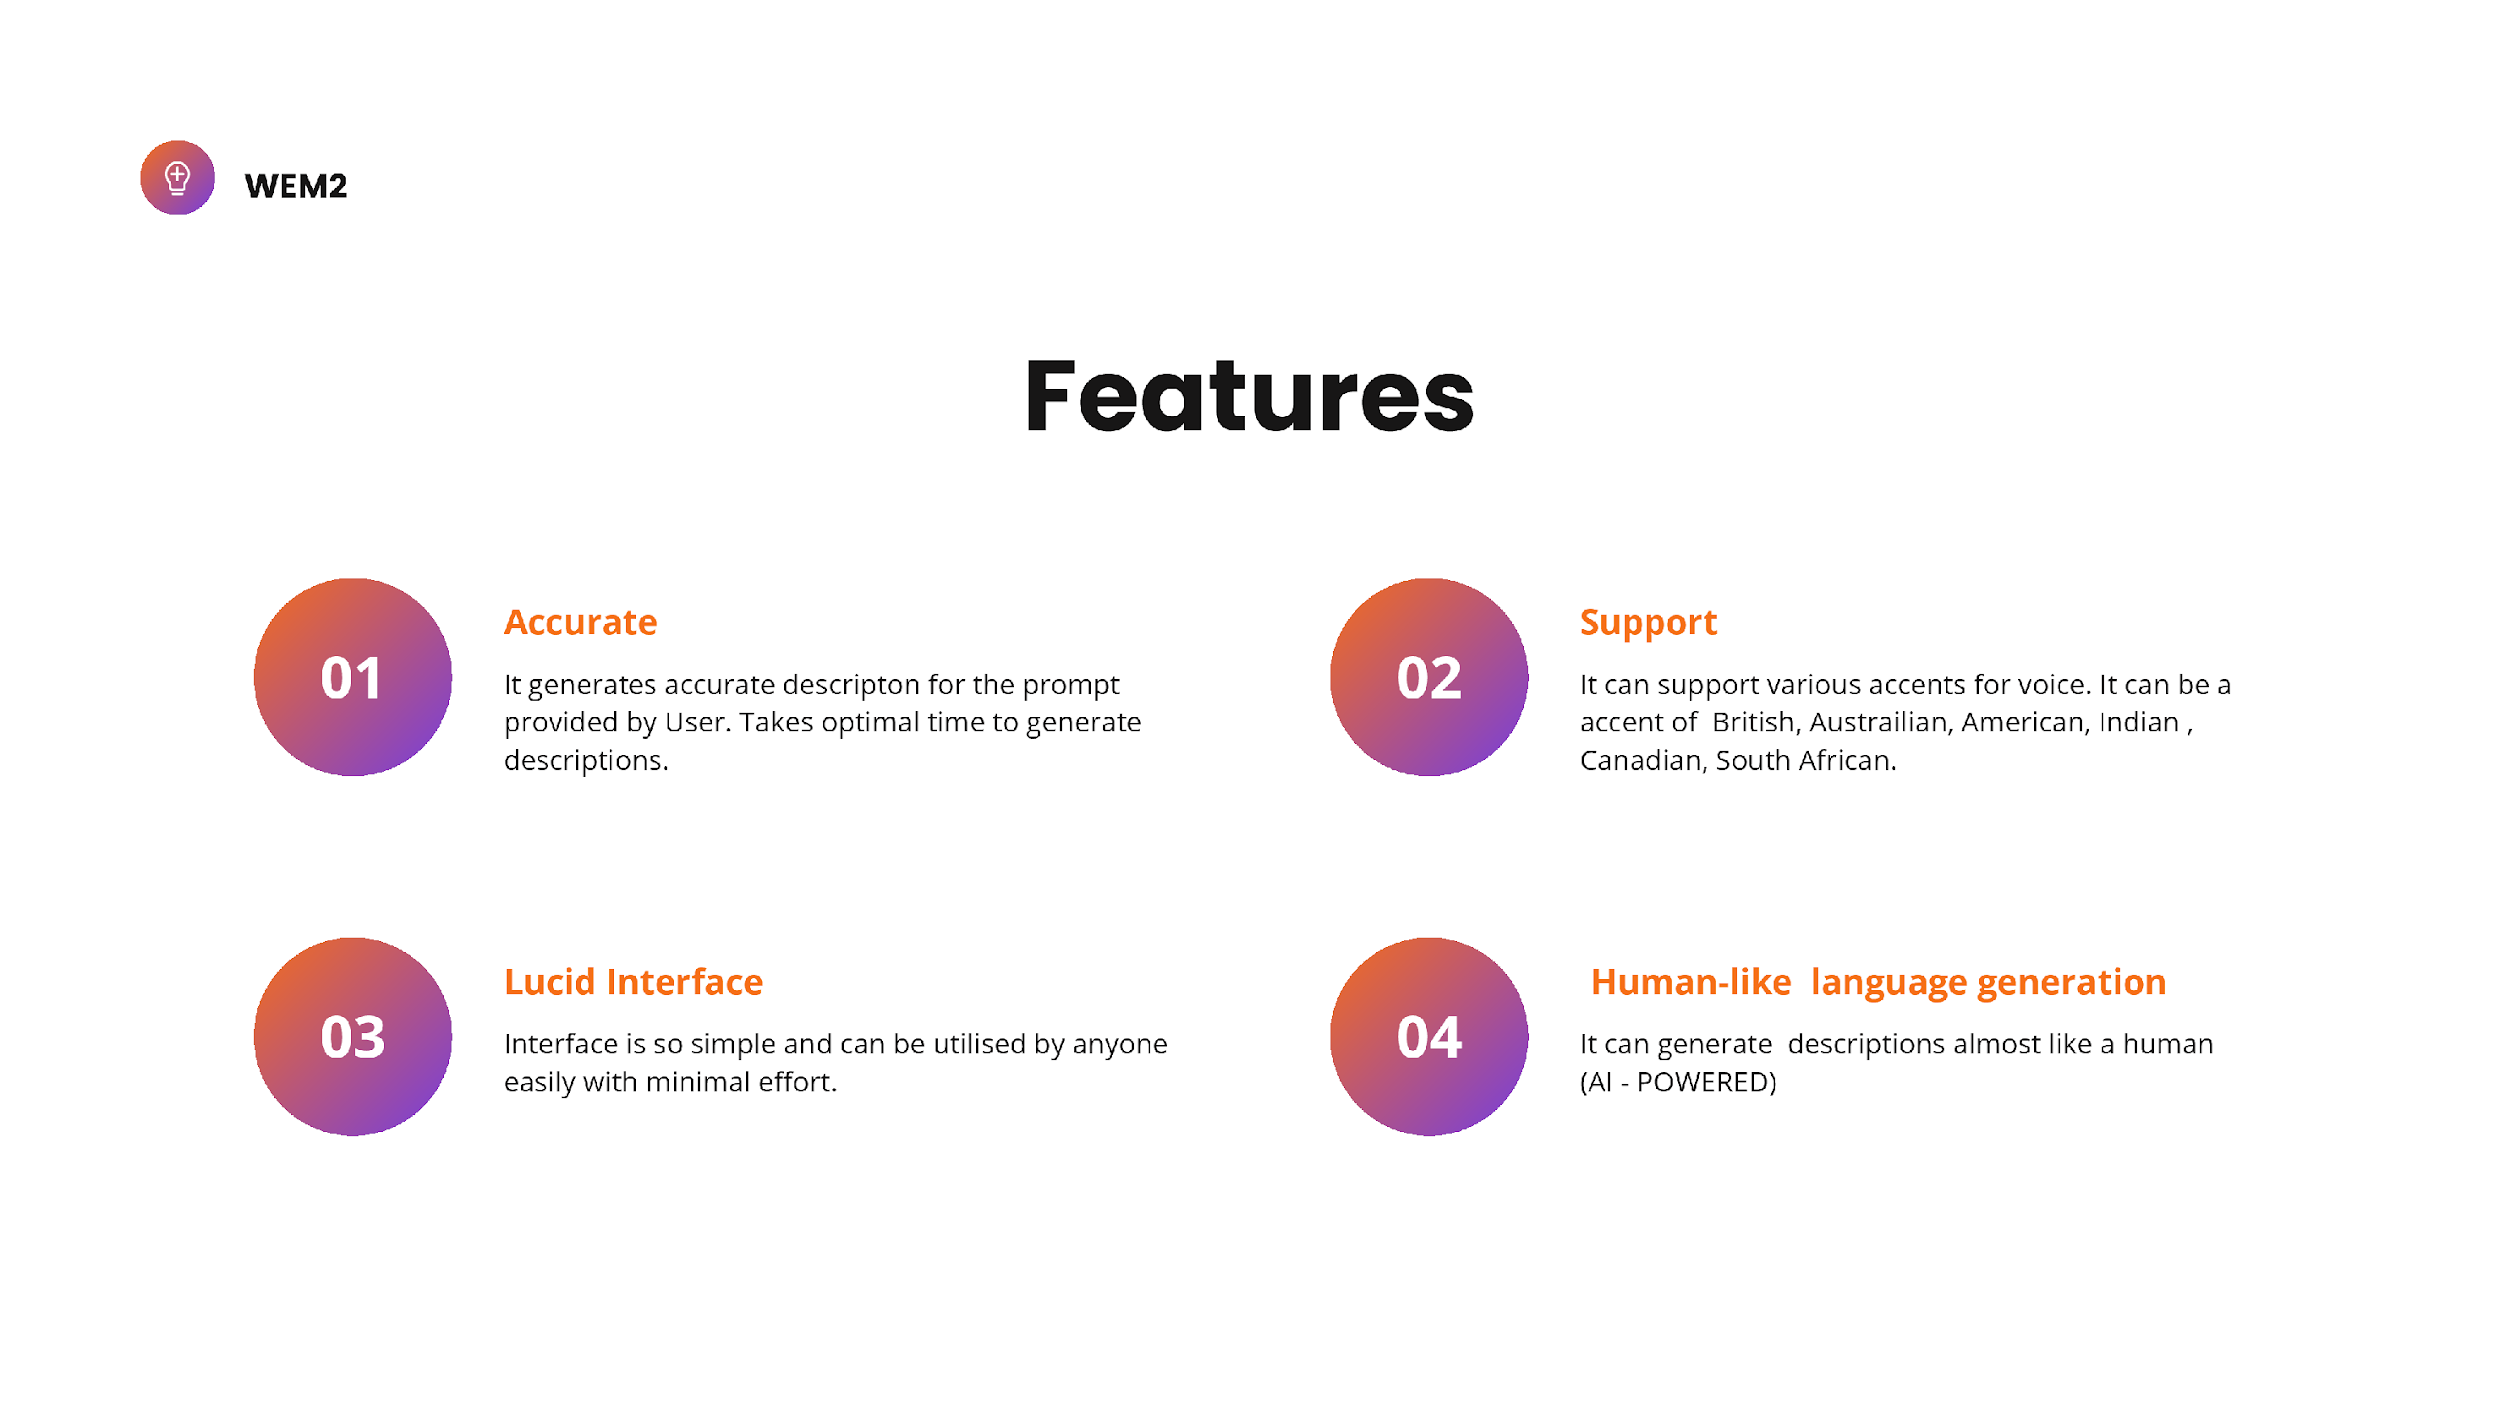 WEM2
Features
01
Accurate
It generates accurate descripton for the prompt
provided by User. Takes optimal time to generate
descriptions.
02
Support
It can support various accents for voice. It can be a
accent of  British, Austrailian, American, Indian ,
Canadian, South African.
03
Lucid Interface
Interface is so simple and can be utilised by anyone
easily with minimal effort.
04
Human-like  language generation
It can generate  descriptions almost like a human
(AI - POWERED)